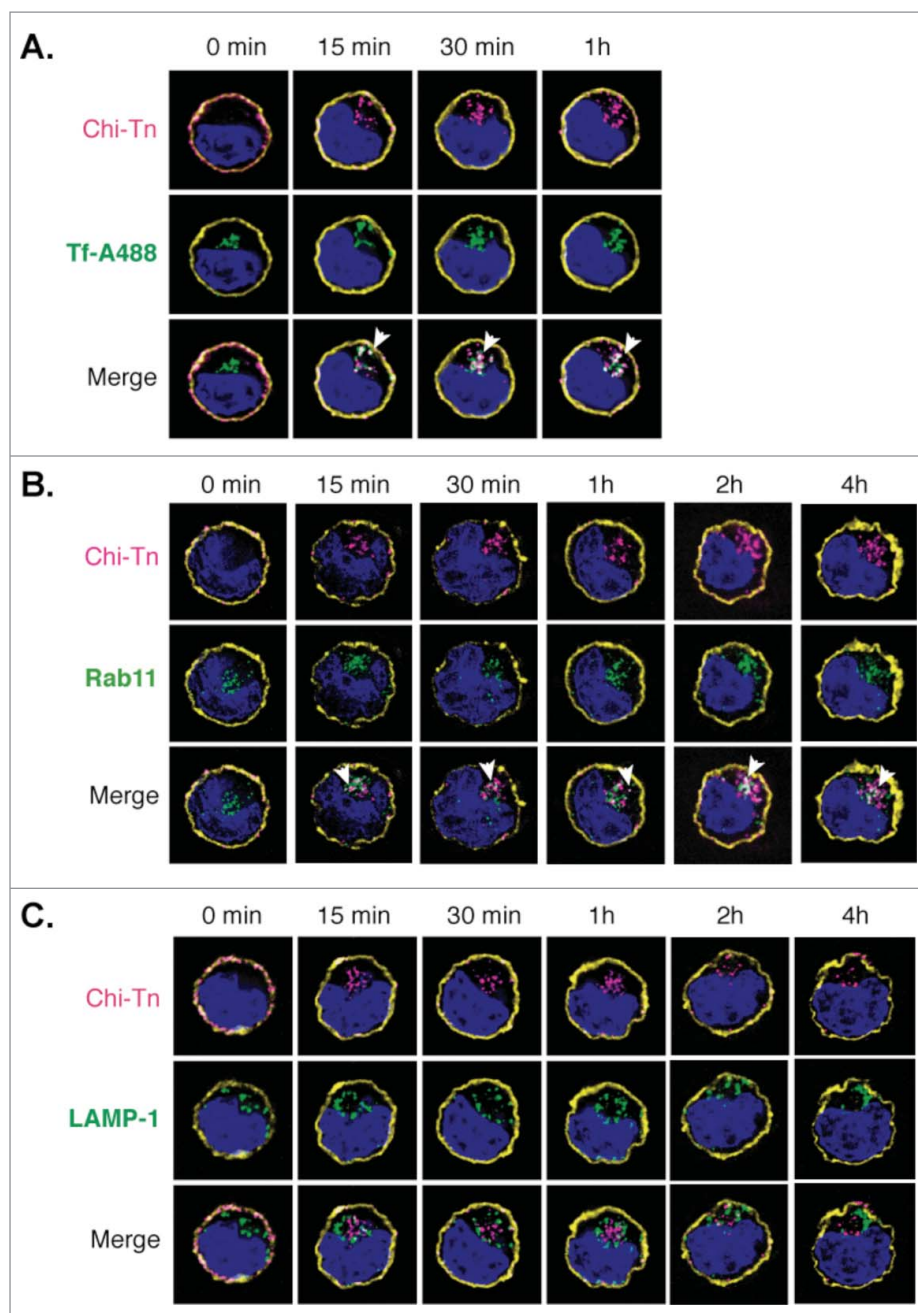 A.
0 min 15 min 30 min 1h
Chi-Tn
Tf-A488
Merge
B.
0 min 15 min 30 min 1h 2h 4h
Chi-Tn
Rab11
Merge
C.
0 min 15 min 30 min 1h 2h 4h
Chi-Tn
LAMP-1
Merge